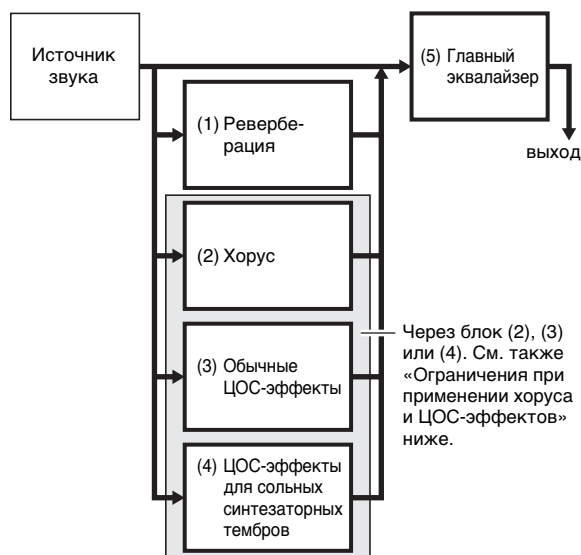 Источник
звука
(5) Главный
эквалайзер
выход
(1) Ревербе-
рация
(2) Хорус
(3) Обычные
ЦОС-эффекты
(4) ЦОС-эффекты
для сольных
синтезаторных
тембров
Через блок (2), (3)
или (4). См. также
«Ограничения при
применении хоруса
и ЦОС-эффектов»
ниже.